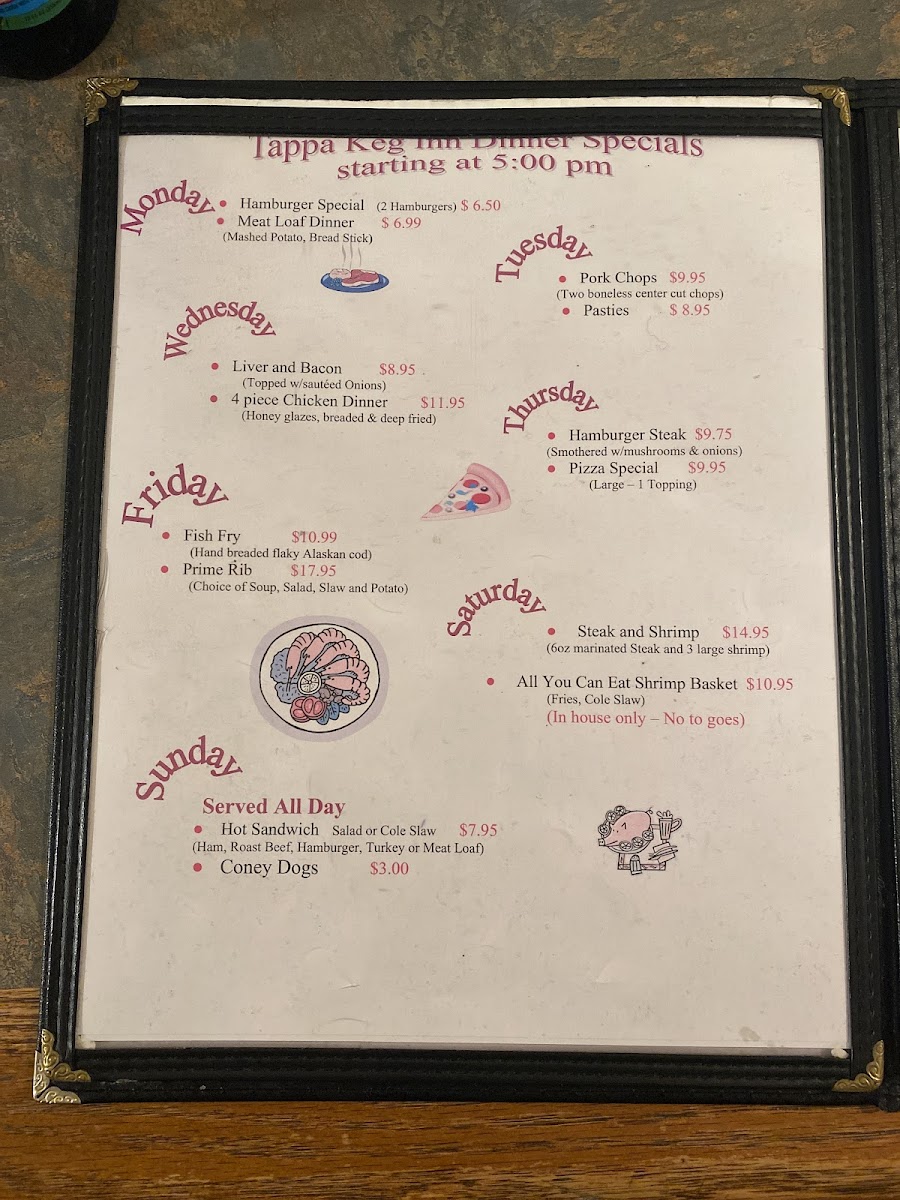 Tappa Keg Inn Dinner Specials
starting at 5:00 pm
Monday
• Hamburger Special (2 Hamburgers) $ 6.50
• Meat Loaf Dinner $ 6.99
(Mashed Potato, Bread Stick)
Tuesday
• Pork Chops $9.95
(Two boneless center cut chops)
• Pasties $ 8.95
Wednesday
• Liver and Bacon $8.95
(Topped w/sautéed Onions)
• 4 piece Chicken Dinner $11.95
(Honey glazes, breaded & deep fried)
Thursday
• Hamburger Steak $9.75
(Smothered w/mushrooms & onions)
• Pizza Special $9.95
(Large – 1 Topping)
Friday
• Fish Fry $10.99
(Hand breaded flaky Alaskan cod)
• Prime Rib $17.95
(Choice of Soup, Salad, Slaw and Potato)
Saturday
• Steak and Shrimp $14.95
(6oz marinated Steak and 3 large shrimp)
• All You Can Eat Shrimp Basket $10.95
(Fries, Cole Slaw)
(In house only – No to goes)
Sunday
Served All Day
• Hot Sandwich Salad or Cole Slaw $7.95
(Ham, Roast Beef, Hamburger, Turkey or Meat Loaf)
• Coney Dogs $3.00